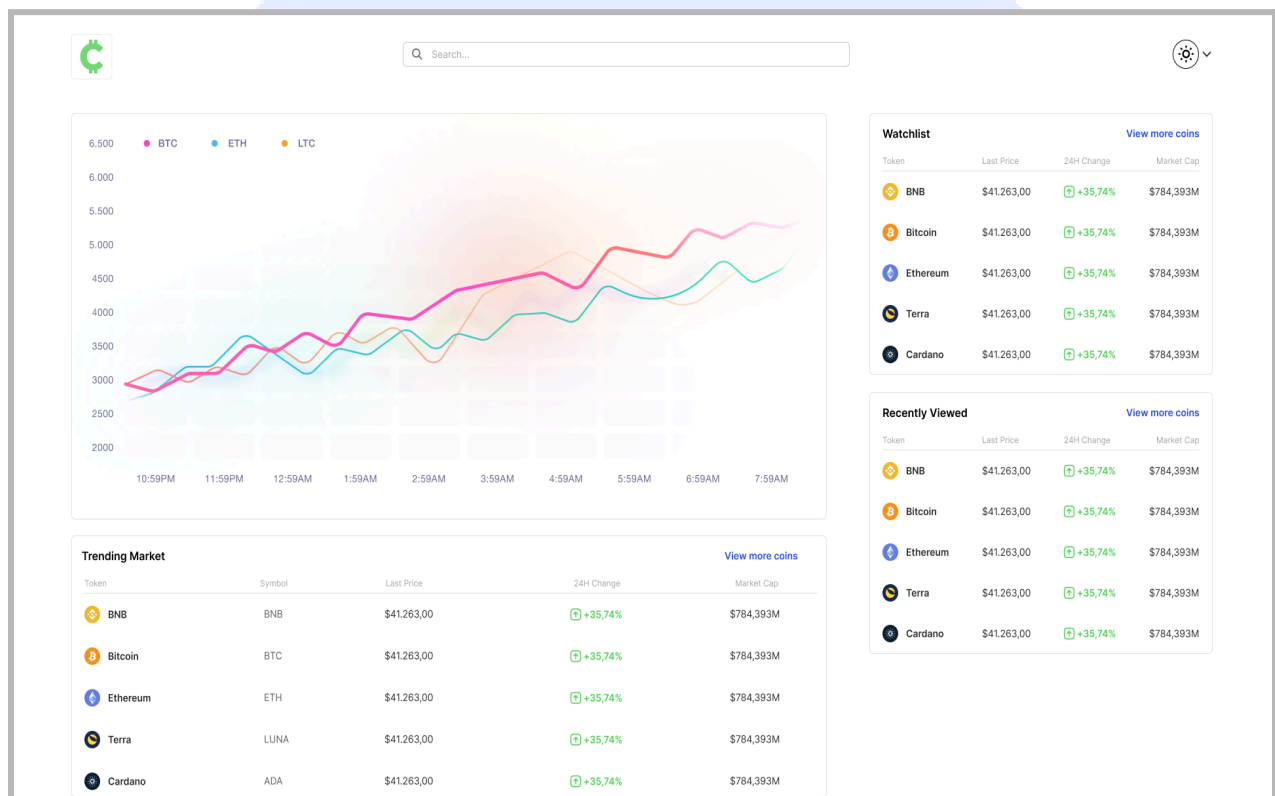 Search...
6.500 BTC ETH LTC
6.000
5.500
5.000
4500
4000
3500
3000
2500
2000
10:59PM 11:59PM 12:59AM 1:59AM 2:59AM 3:59AM 4:59AM 5:59AM 6:59AM 7:59AM
Watchlist View more coins
Token Last Price 24H Change Market Cap
BNB $41.263,00 +35,74% $784,393M
Bitcoin $41.263,00 +35,74% $784,393M
Ethereum $41.263,00 +35,74% $784,393M
Terra $41.263,00 +35,74% $784,393M
Cardano $41.263,00 +35,74% $784,393M
Recently Viewed View more coins
Token Last Price 24H Change Market Cap
BNB $41.263,00 +35,74% $784,393M
Bitcoin $41.263,00 +35,74% $784,393M
Ethereum $41.263,00 +35,74% $784,393M
Terra $41.263,00 +35,74% $784,393M
Cardano $41.263,00 +35,74% $784,393M
Trending Market View more coins
Token Symbol Last Price 24H Change Market Cap
BNB BNB $41.263,00 +35,74% $784,393M
Bitcoin BTC $41.263,00 +35,74% $784,393M
Ethereum ETH $41.263,00 +35,74% $784,393M
Terra LUNA $41.263,00 +35,74% $784,393M
Cardano ADA $41.263,00 +35,74% $784,393M